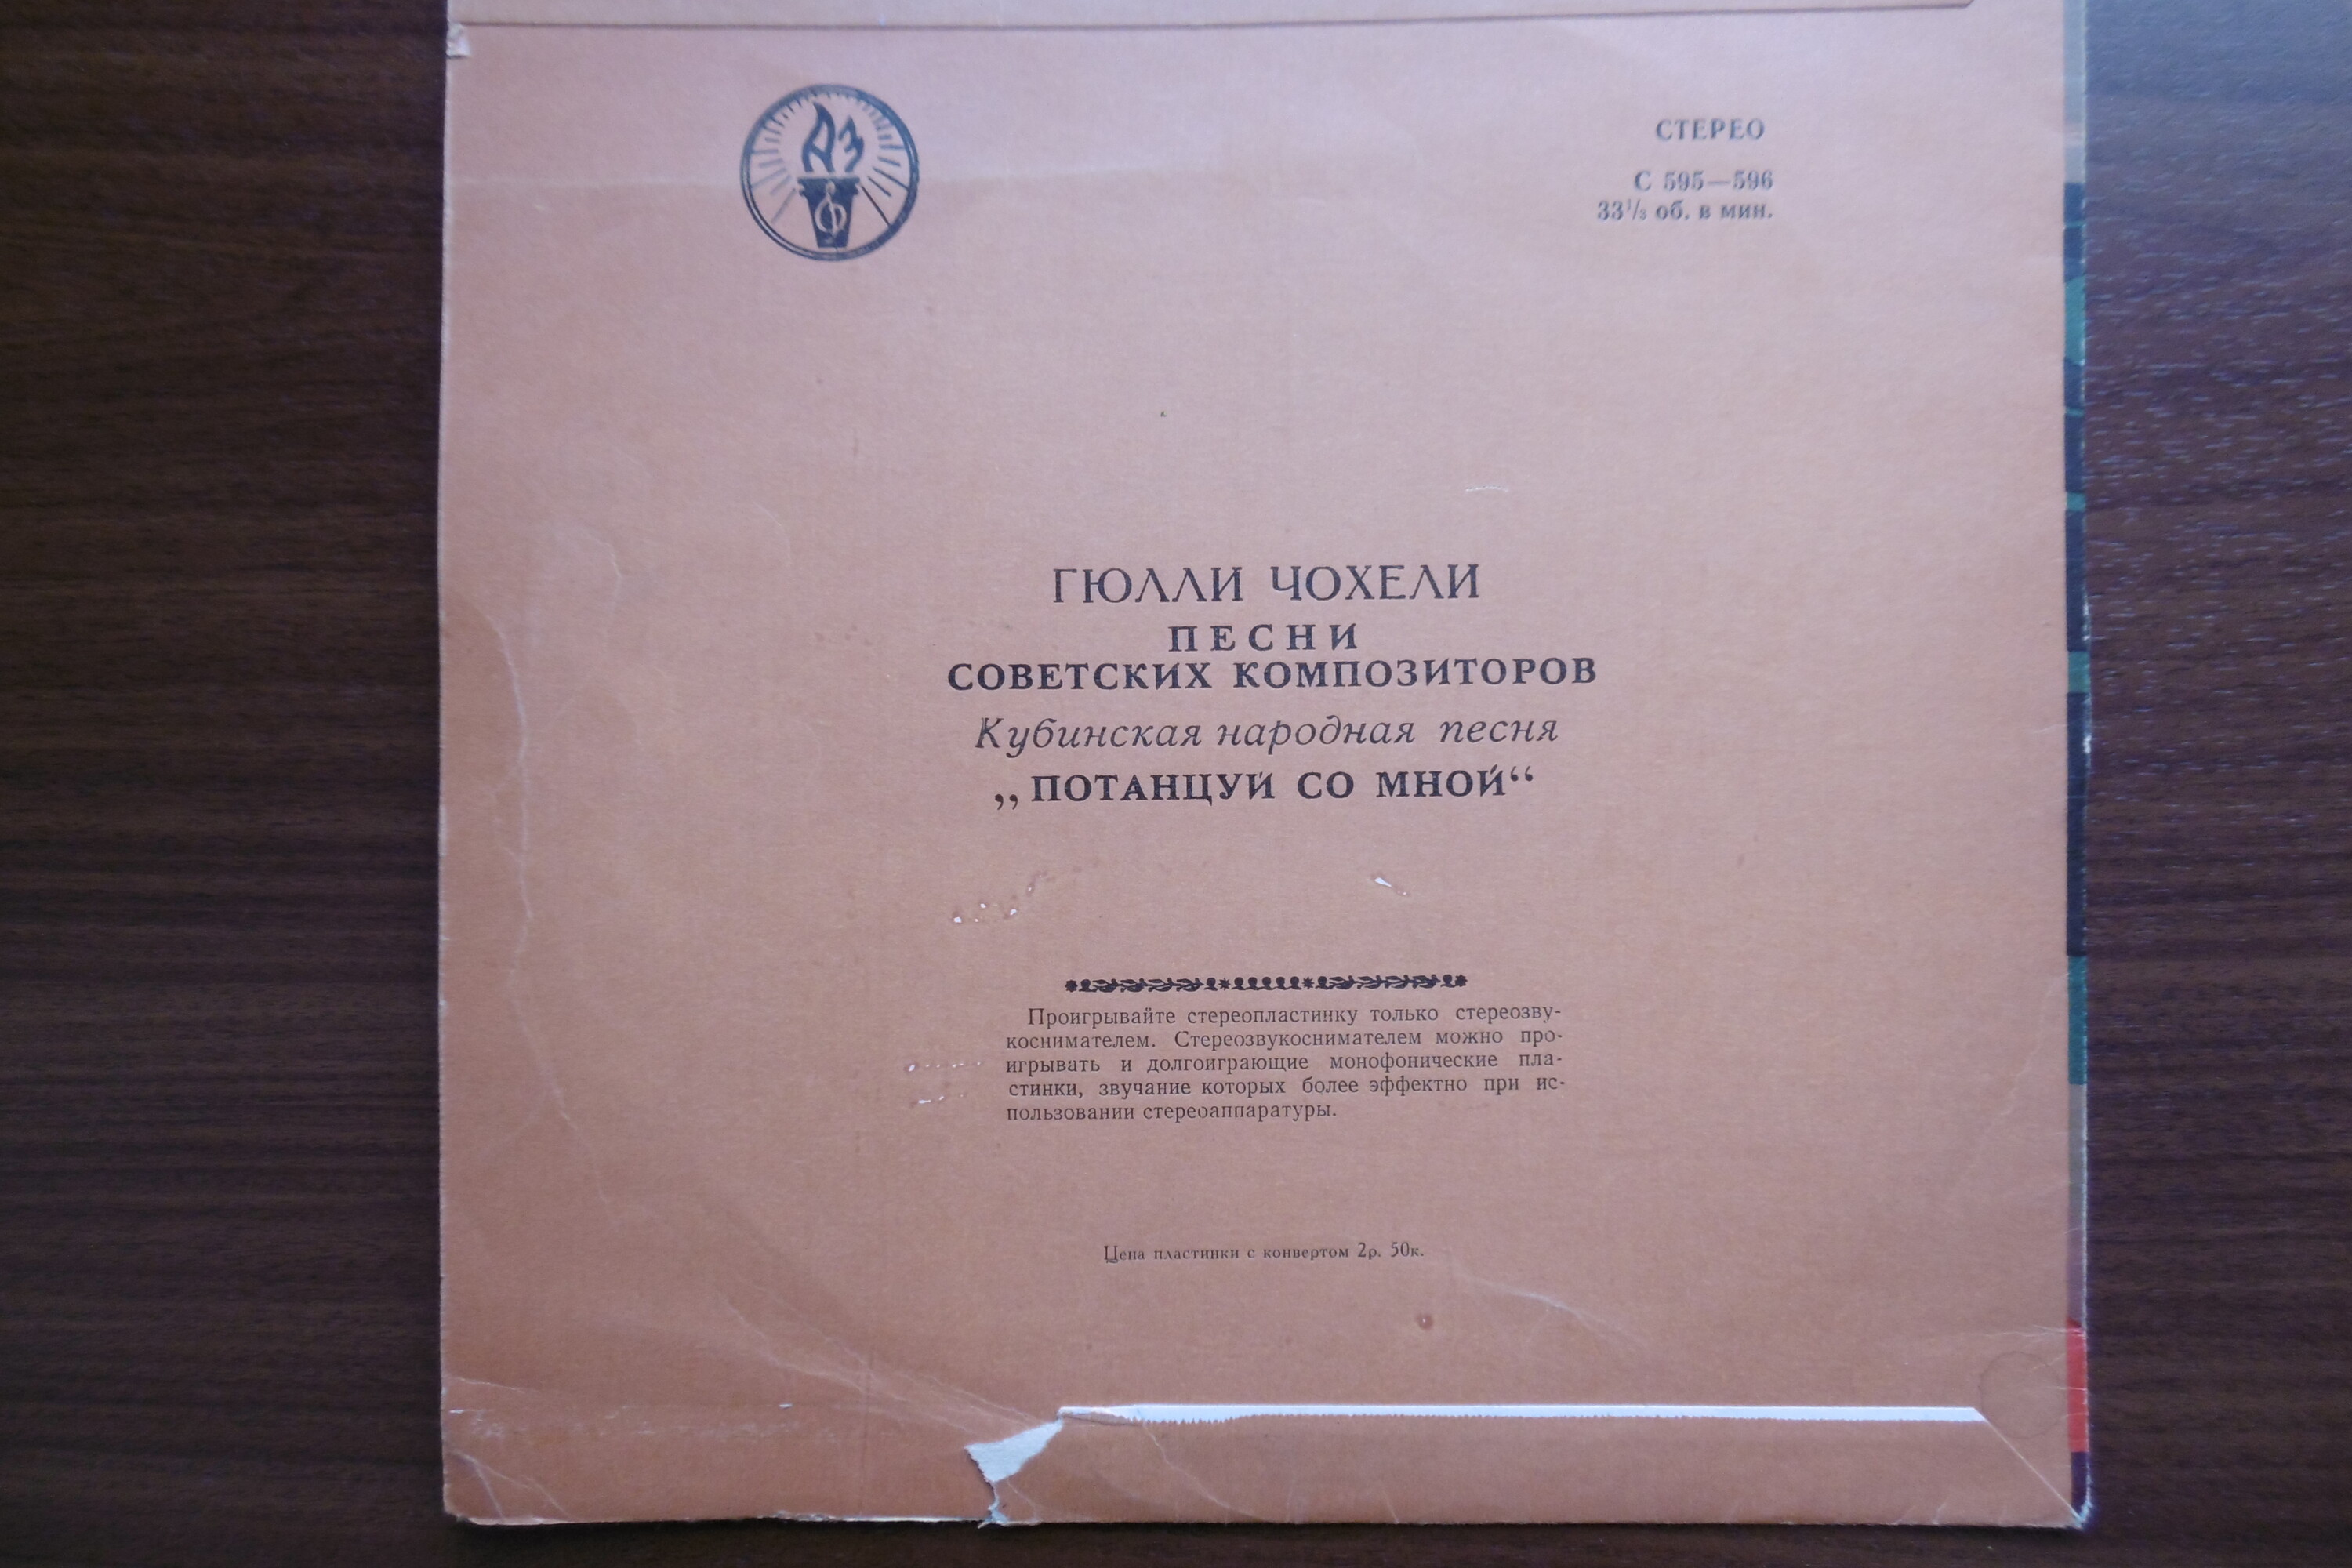 ДЗ
СТЕРЕО
С 595—596
33¹/₃ об. в мин.
ГЮЛЛИ ЧОХЕЛИ
ПЕСНИ
СОВЕТСКИХ КОМПОЗИТОРОВ
Кубинская народная песня
„ПОТАНЦУЙ СО МНОЙ“
Проигрывайте стереопластинку только стереозву-
коснимателем. Стереозвукоснимателем можно про-
игрывать и долгоиграющие монофонические пла-
стинки, звучание которых более эффектно при ис-
пользовании стереоаппаратуры.
Цена пластинки с конвертом 2р. 50к.